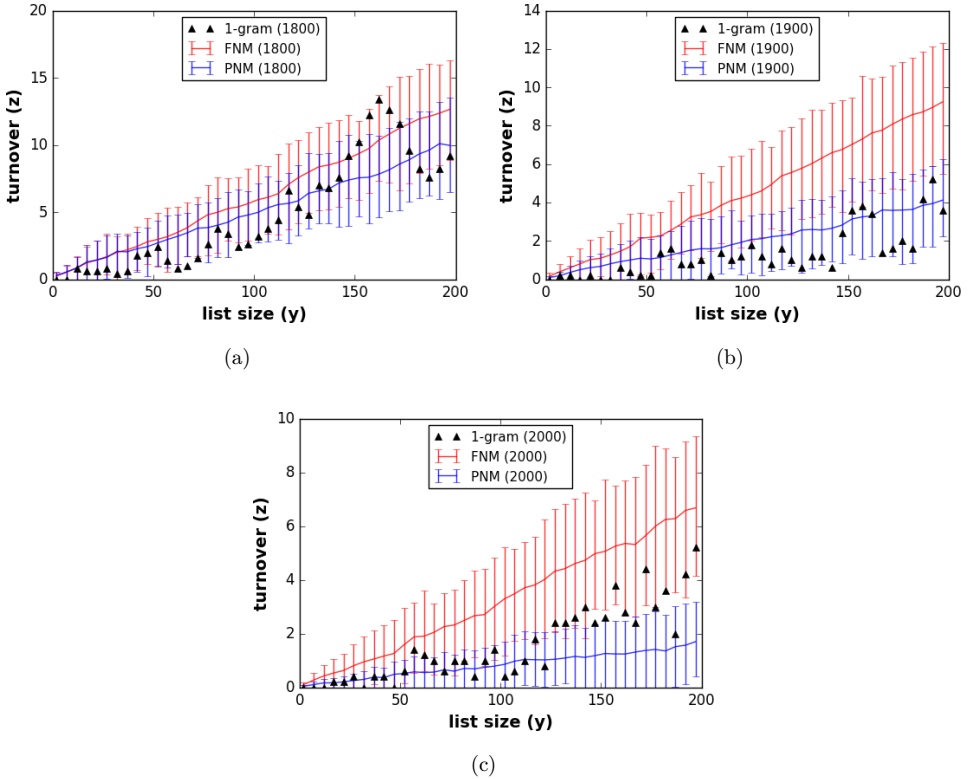 1-gram (1800)
FNM (1800)
PNM (1800)
turnover (z)
20
15
10
5
0
0 50 100 150 200
list size (y)
(a)
1-gram (1900)
FNM (1900)
PNM (1900)
turnover (z)
14
12
10
8
6
4
2
0
0 50 100 150 200
list size (y)
(b)
1-gram (2000)
FNM (2000)
PNM (2000)
turnover (z)
10
8
6
4
2
0
0 50 100 150 200
list size (y)
(c)